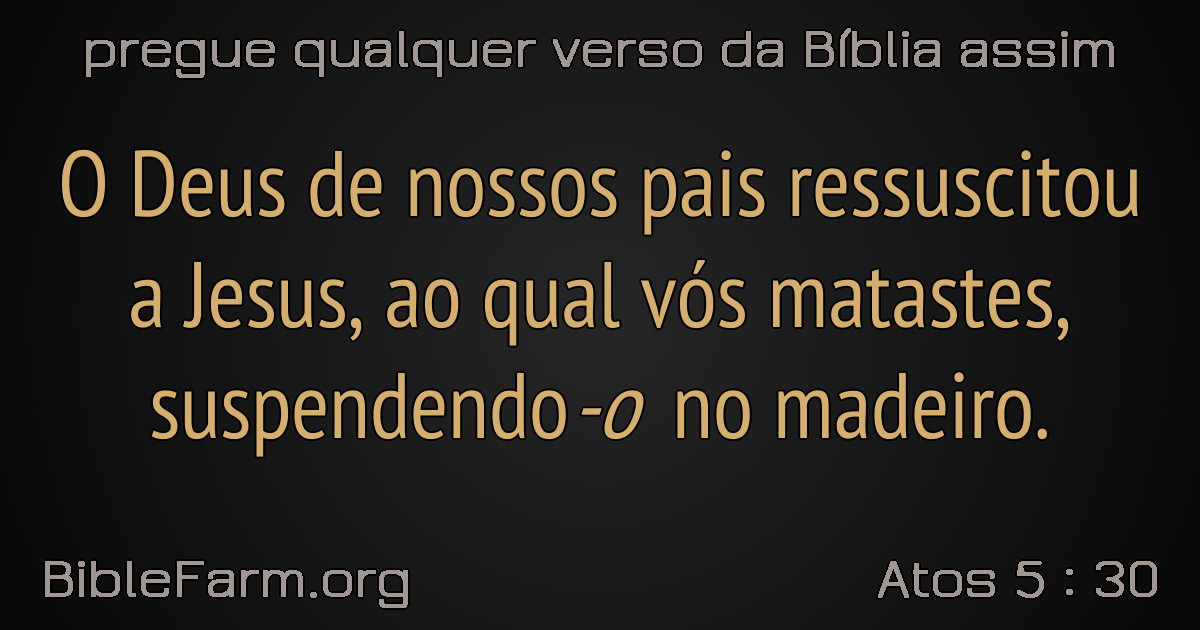 pregue qualquer verso da Bíblia assim
O Deus de nossos pais ressuscitou
a Jesus, ao qual vós matastes,
suspendendo-o no madeiro.
BibleFarm.org
Atos 5 : 30